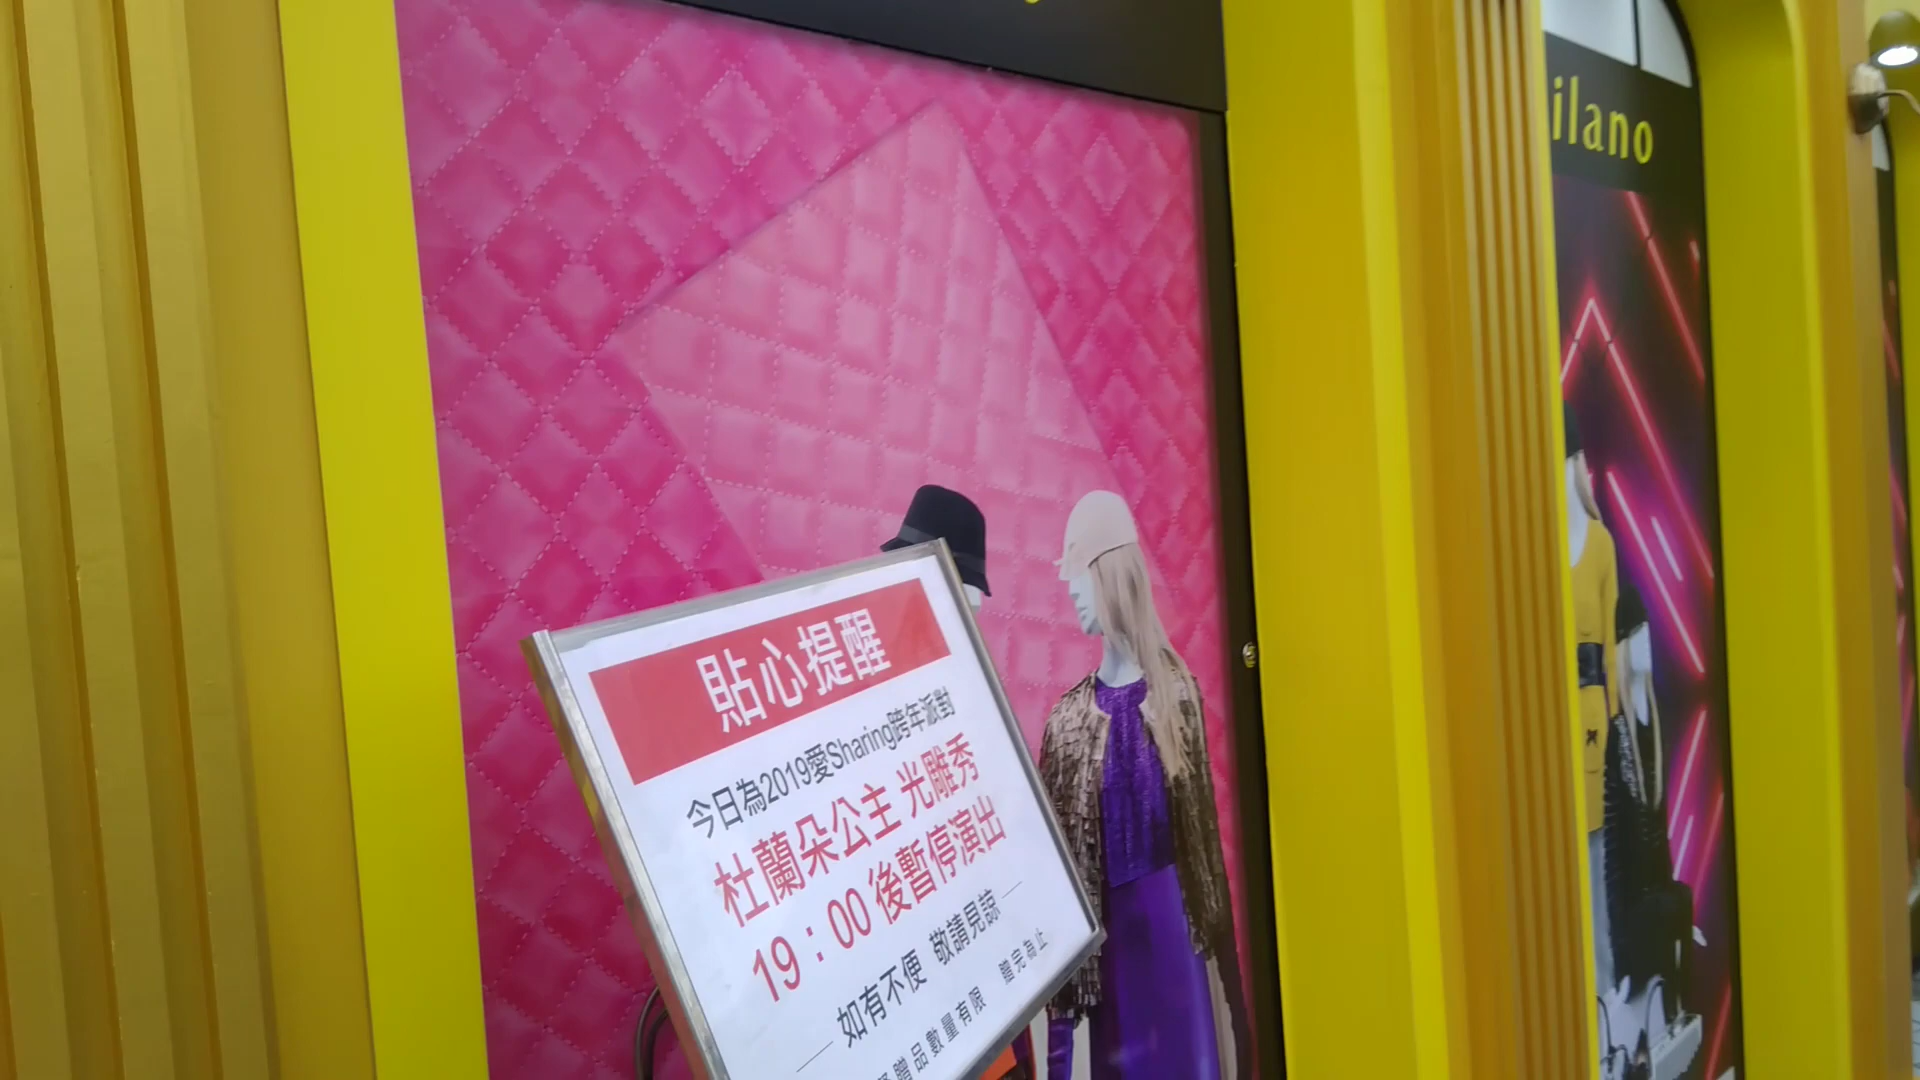 ilano
貼心提醒
今日為2019愛Sharing跨年派對
杜蘭朵公主 光雕秀
19：00 後暫停演出
如有不便 敬請見諒
贈品數量有限 贈完為止